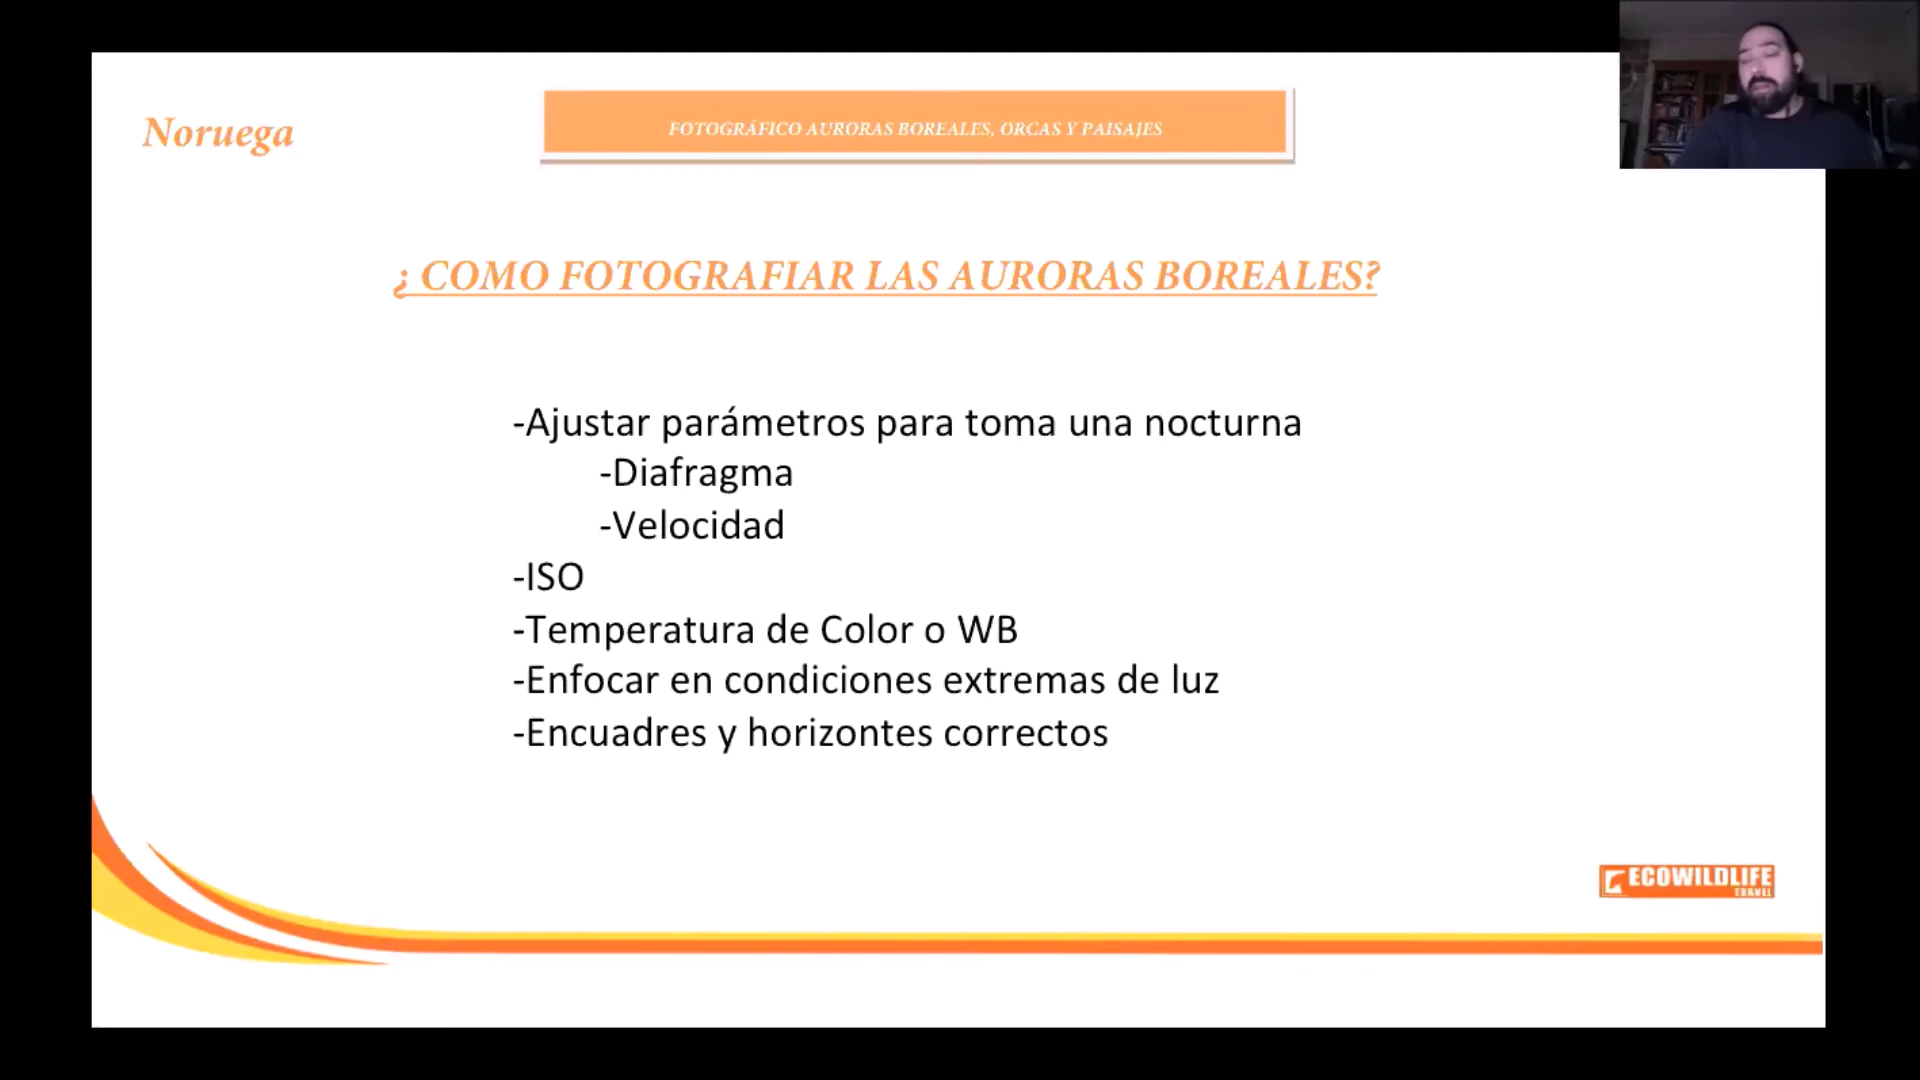 Noruega
FOTOGRÁFICO AURORAS BOREALES, ORCAS Y PAISAJES
¿ COMO FOTOGRAFIAR LAS AURORAS BOREALES?
-Ajustar parámetros para toma una nocturna
-Diafragma
-Velocidad
-ISO
-Temperatura de Color o WB
-Enfocar en condiciones extremas de luz
-Encuadres y horizontes correctos
ECOWILDLIFE
TRAVEL